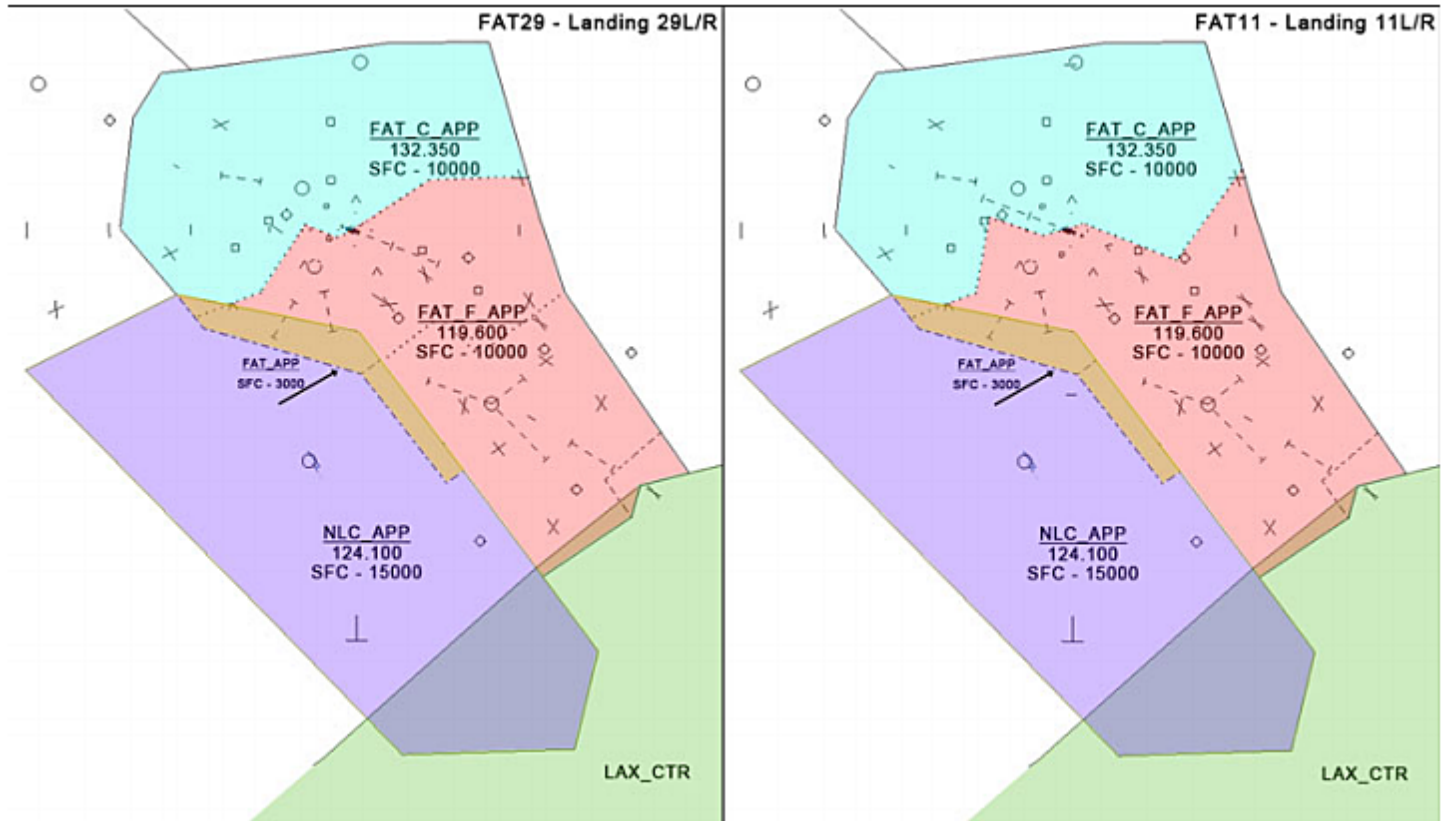 FAT29 - Landing 29L/R
FAT_C_APP
132.350
SFC - 10000
FAT_F_APP
119.600
SFC - 10000
FAT_APP
SFC - 3000
NLC_APP
124.100
SFC - 15000
LAX_CTR
FAT11 - Landing 11L/R
FAT_C_APP
132.350
SFC - 10000
FAT_F_APP
119.600
SFC - 10000
FAT_APP
SFC - 3000
NLC_APP
124.100
SFC - 15000
LAX_CTR